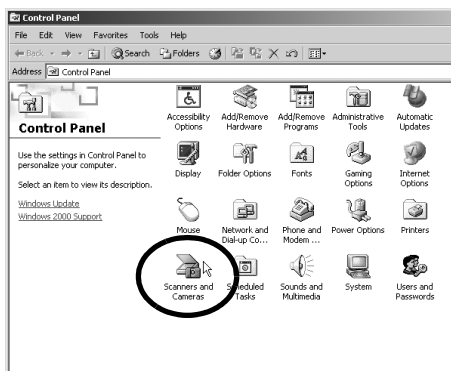 Control Panel
File Edit View Favorites Tools Help
Back Search Folders
Address Control Panel
Control Panel
Use the settings in Control Panel to
personalize your computer.
Select an item to view its description.
Windows Update
Windows 2000 Support
Accessibility Options
Add/Remove Hardware
Add/Remove Programs
Administrative Tools
Automatic Updates
Display
Folder Options
Fonts
Gaming Options
Internet Options
Mouse
Network and Dial-up Co...
Phone and Modem ...
Power Options
Printers
Scanners and Cameras
Scheduled Tasks
Sounds and Multimedia
System
Users and Passwords